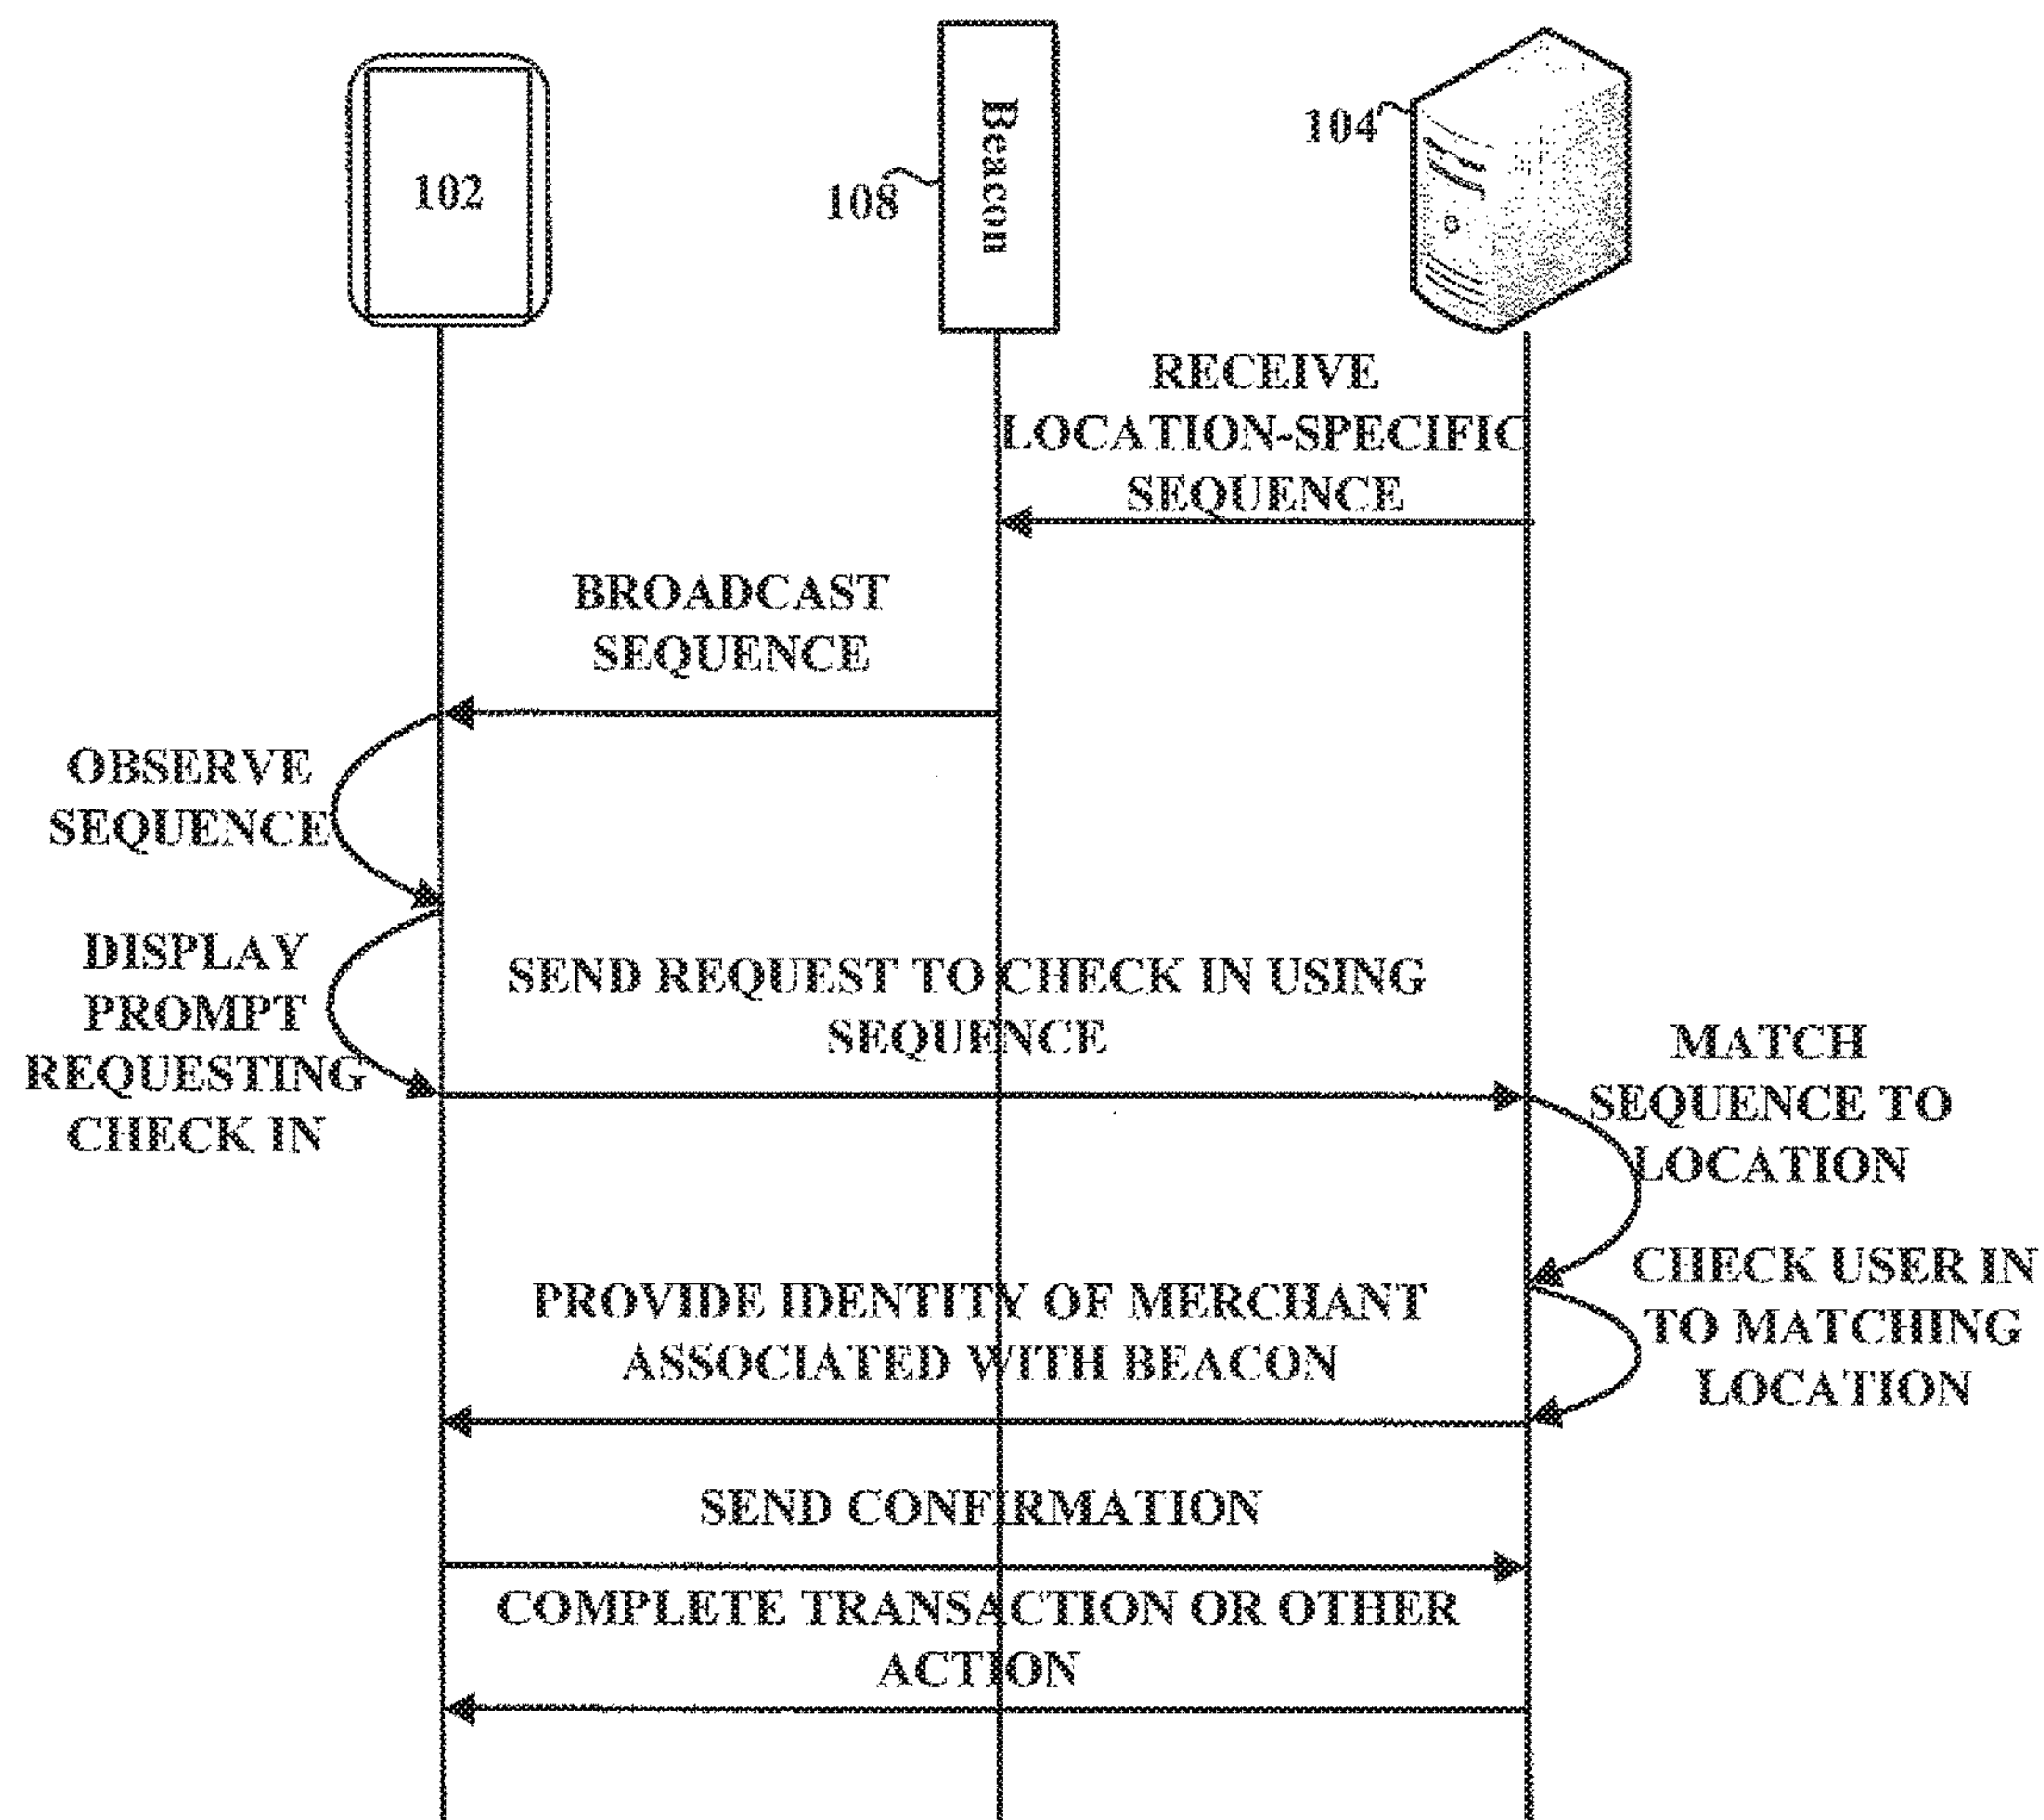 102
108
Beacon
104
RECEIVE
LOCATION-SPECIFIC
SEQUENCE
BROADCAST
SEQUENCE
OBSERVE
SEQUENCE
DISPLAY
PROMPT
REQUESTING
CHECK IN
SEND REQUEST TO CHECK IN USING
SEQUENCE
MATCH
SEQUENCE TO
LOCATION
CHECK USER IN
TO MATCHING
LOCATION
PROVIDE IDENTITY OF MERCHANT
ASSOCIATED WITH BEACON
SEND CONFIRMATION
COMPLETE TRANSACTION OR OTHER
ACTION